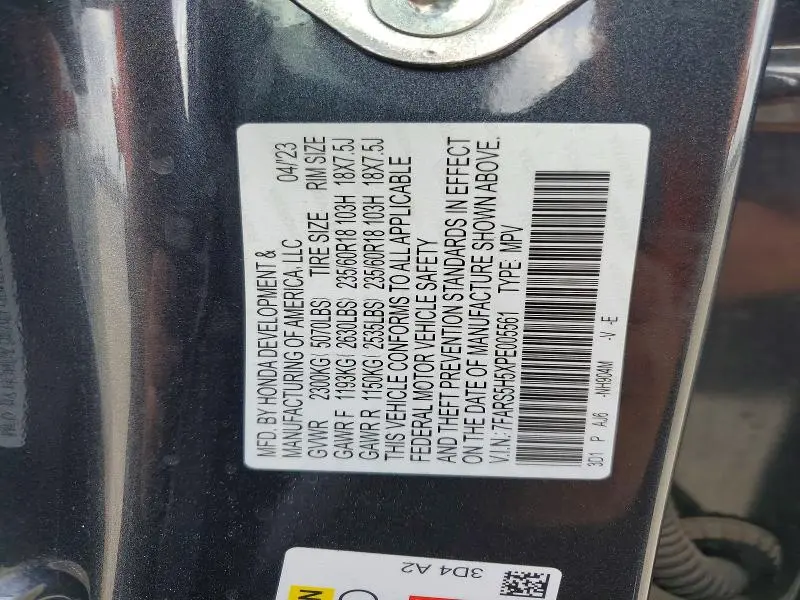 MFD. BY HONDA DEVELOPMENT &
MANUFACTURING OF AMERICA, LLC 04/'23
GVWR 2300KG ( 5070LBS) TIRE SIZE RIM SIZE
GAWR F 1193KG ( 2630LBS) 235/60R18 103H 18X7.5J
GAWR R 1150KG ( 2535LBS) 235/60R18 103H 18X7.5J
THIS VEHICLE CONFORMS TO ALL APPLICABLE
FEDERAL MOTOR VEHICLE SAFETY
AND THEFT PREVENTION STANDARDS IN EFFECT
ON THE DATE OF MANUFACTURE SHOWN ABOVE.
V.I.N.: 7FARS5H5XPE005561 TYPE: MPV
3D1 P AJ6 -NH904M -V -E
3D4 A2